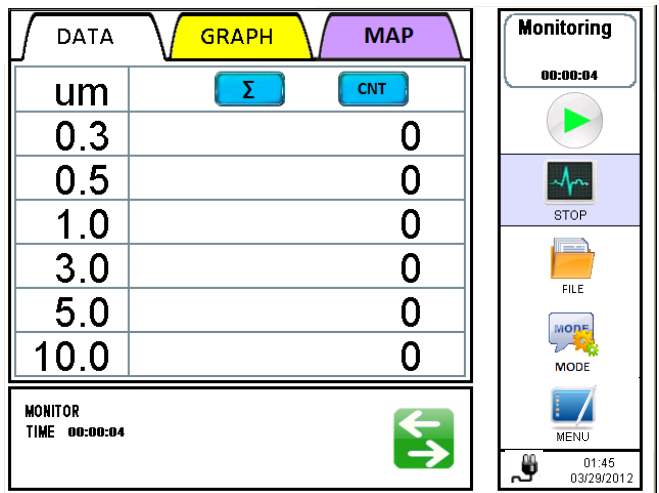 DATA GRAPH MAP
um Σ CNT
0.3 0
0.5 0
1.0 0
3.0 0
5.0 0
10.0 0
MONITOR
TIME 00:00:04
Monitoring
00:00:04
STOP
FILE
MODE
MODE
MENU
01:45
03/29/2012